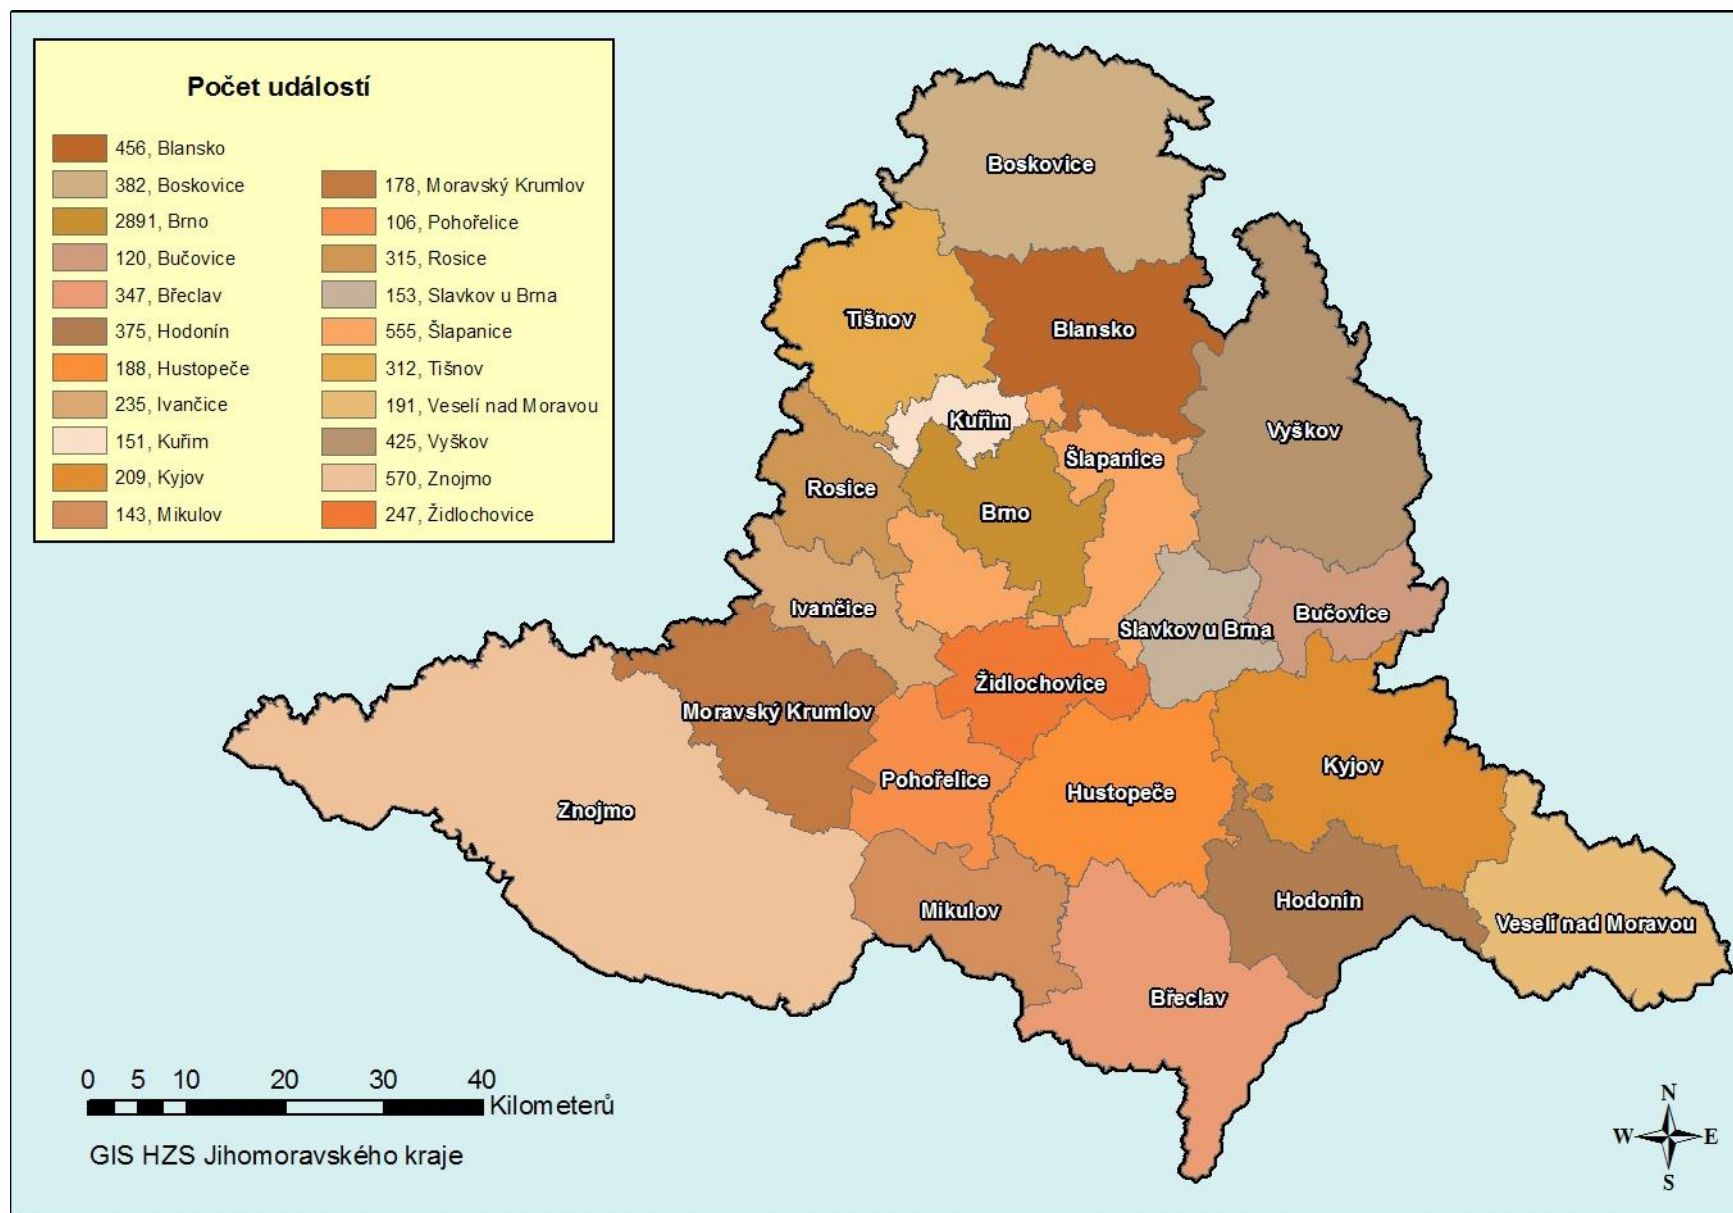 Počet událostí
456, Blansko
382, Boskovice
2891, Brno
120, Bučovice
347, Břeclav
375, Hodonín
188, Hustopeče
235, Ivančice
151, Kuřim
209, Kyjov
143, Mikulov
178, Moravský Krumlov
106, Pohořelice
315, Rosice
153, Slavkov u Brna
555, Šlapanice
312, Tišnov
191, Veselí nad Moravou
425, Vyškov
570, Znojmo
247, Židlochovice
Boskovice
Tišnov
Blansko
Kuřim
Vyškov
Šlapanice
Rosice
Brno
Ivančice
Bučovice
Slavkov u Brna
Židlochovice
Moravský Krumlov
Kyjov
Pohořelice
Hustopeče
Znojmo
Hodonín
Mikulov
Veselí nad Moravou
Břeclav
0 5 10 20 30 40
Kilometerů
GIS HZS Jihomoravského kraje
N
W E
S